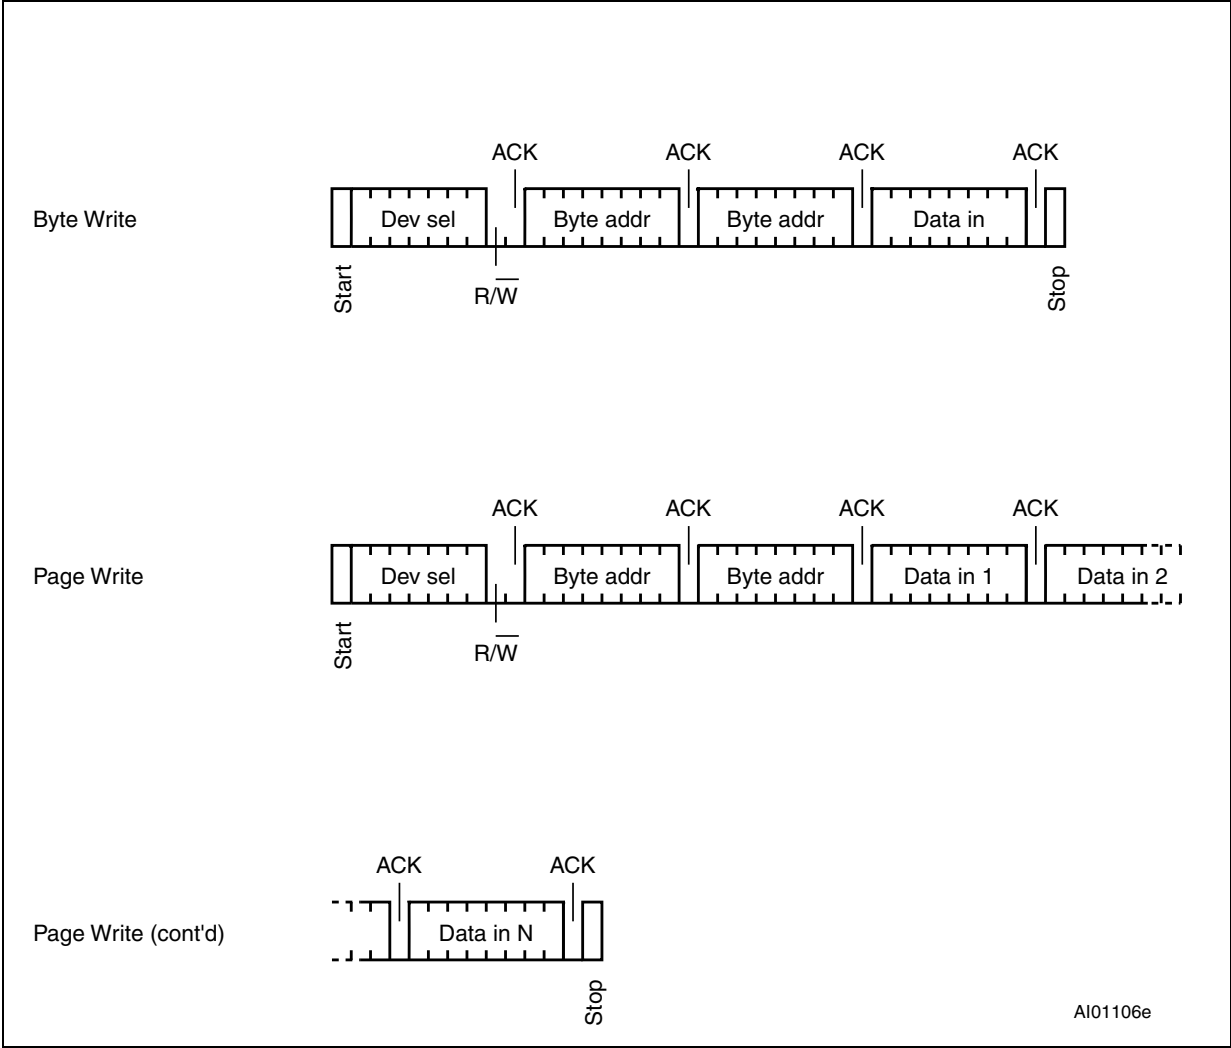 ACK ACK ACK ACK
Byte Write Dev sel Byte addr Byte addr Data in
Start R/W̅ Stop
ACK ACK ACK ACK
Page Write Dev sel Byte addr Byte addr Data in 1 Data in 2
Start R/W̅
ACK ACK
Page Write (cont'd) Data in N
Stop
AI01106e